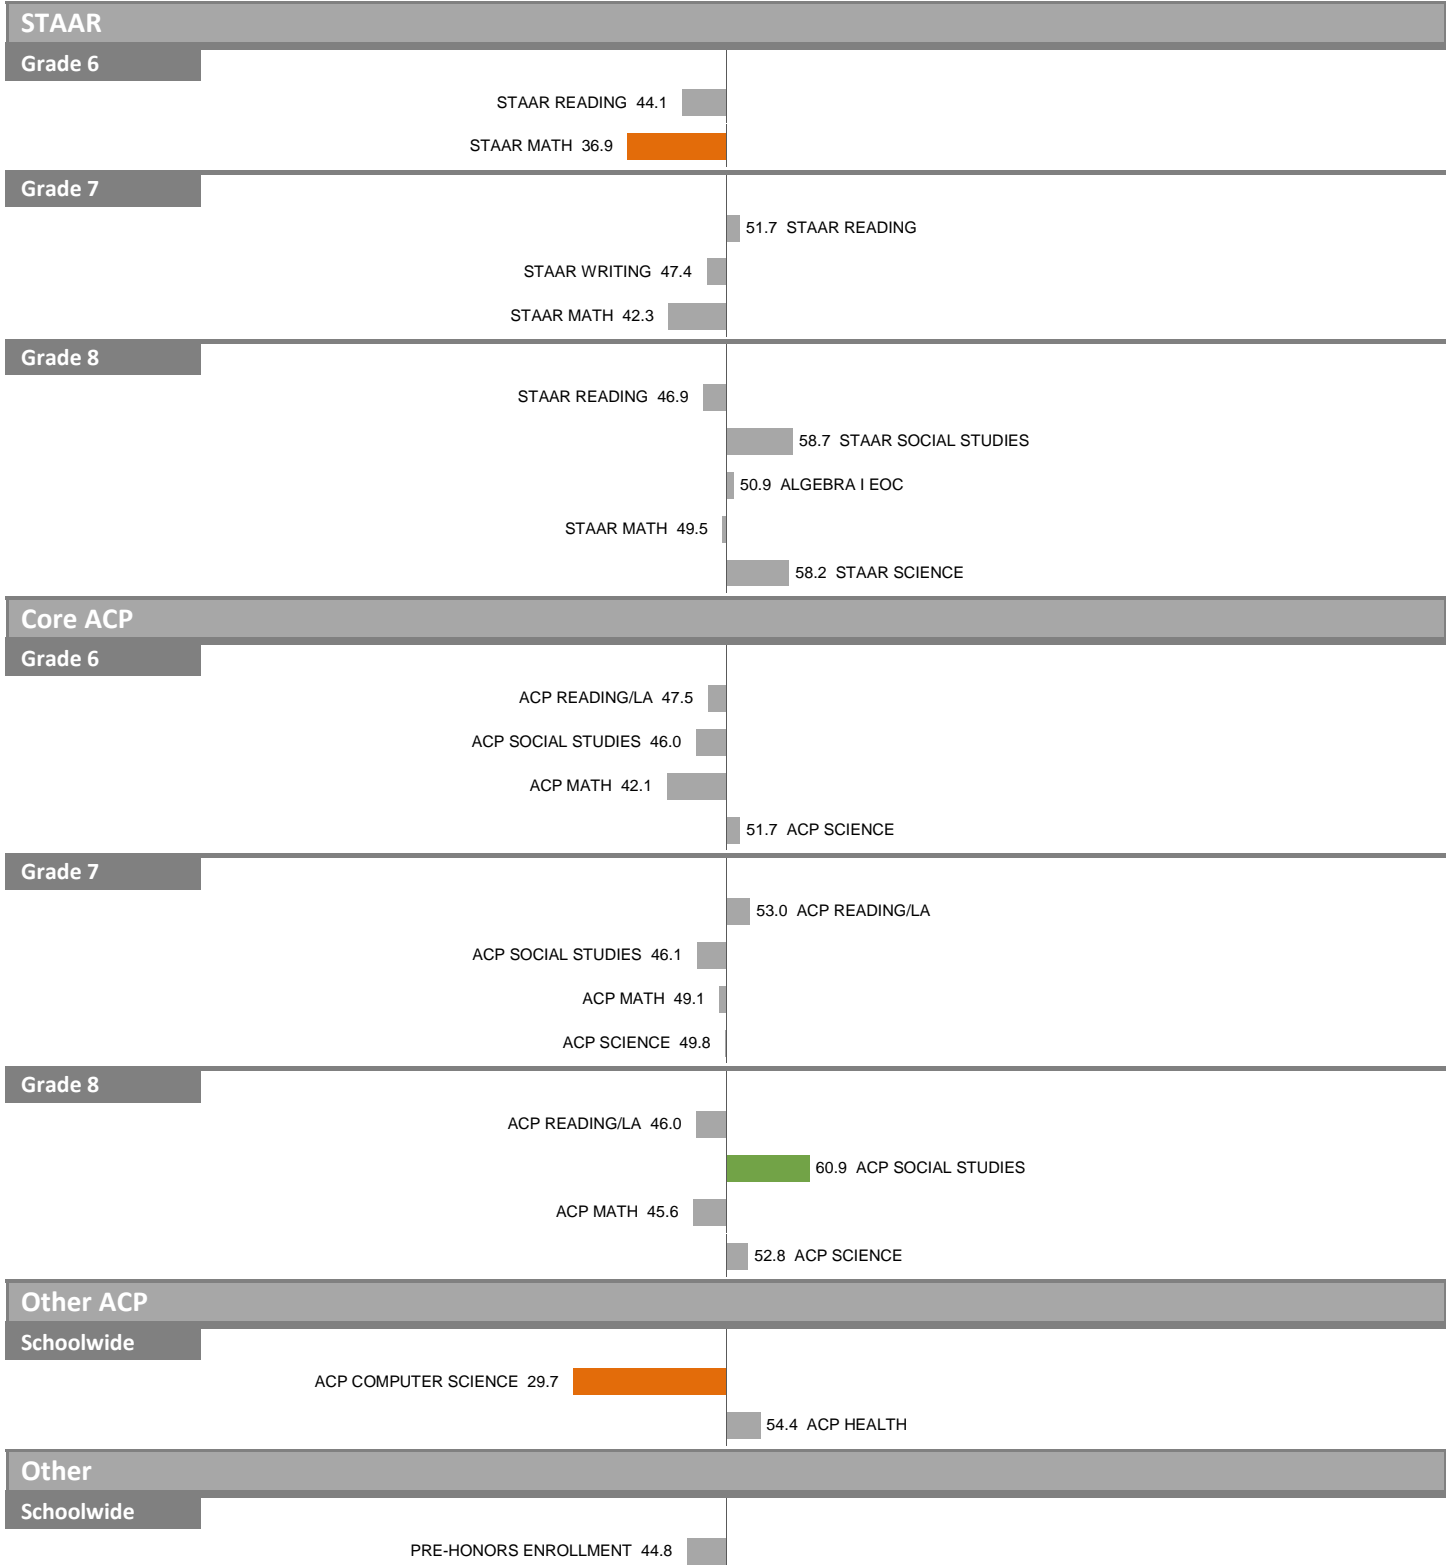 STAAR
Grade 6
STAAR READING 44.1
STAAR MATH 36.9
Grade 7
51.7 STAAR READING
STAAR WRITING 47.4
STAAR MATH 42.3
Grade 8
STAAR READING 46.9
58.7 STAAR SOCIAL STUDIES
50.9 ALGEBRA I EOC
STAAR MATH 49.5
58.2 STAAR SCIENCE
Core ACP
Grade 6
ACP READING/LA 47.5
ACP SOCIAL STUDIES 46.0
ACP MATH 42.1
51.7 ACP SCIENCE
Grade 7
53.0 ACP READING/LA
ACP SOCIAL STUDIES 46.1
ACP MATH 49.1
ACP SCIENCE 49.8
Grade 8
ACP READING/LA 46.0
60.9 ACP SOCIAL STUDIES
ACP MATH 45.6
52.8 ACP SCIENCE
Other ACP
Schoolwide
ACP COMPUTER SCIENCE 29.7
54.4 ACP HEALTH
Other
Schoolwide
PRE-HONORS ENROLLMENT 44.8